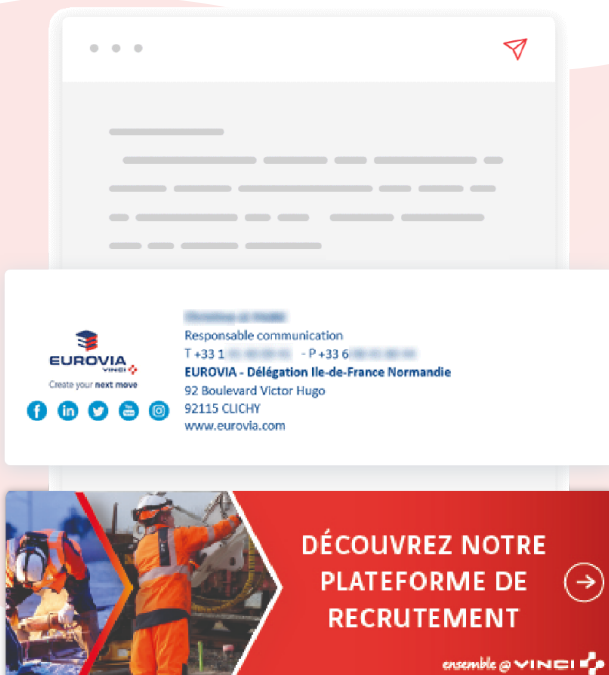 EUROVIA
VINCI
Create your next move
Responsable communication
T +33 1 - P +33 6
EUROVIA - Délégation Ile-de-France Normandie
92 Boulevard Victor Hugo
92115 CLICHY
www.eurovia.com
DÉCOUVREZ NOTRE
PLATEFORME DE
RECRUTEMENT
ensemble @ VINCI